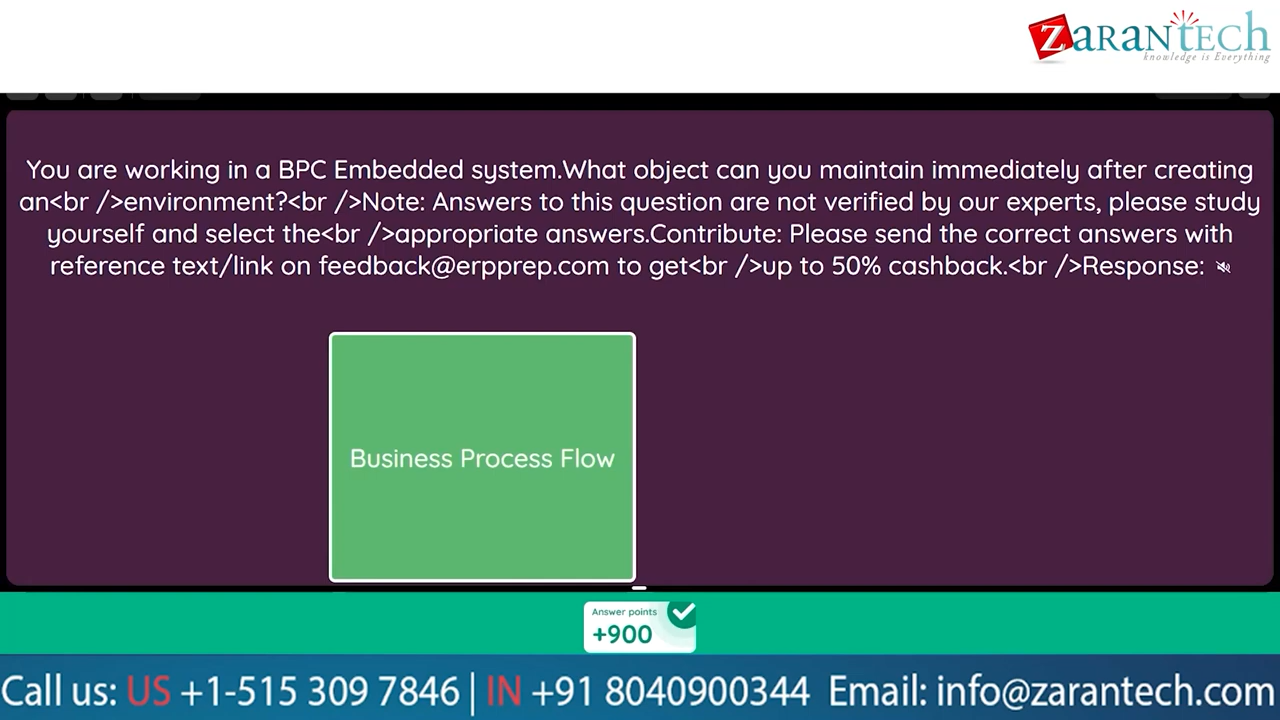 ZARANTECH
knowledge is Everything
You are working in a BPC Embedded system.What object can you maintain immediately after creating
an<br />environment?<br />Note: Answers to this question are not verified by our experts, please study
yourself and select the<br />appropriate answers.Contribute: Please send the correct answers with
reference text/link on feedback@erpprep.com to get<br />up to 50% cashback.<br />Response:
Business Process Flow
Answer points
+900
Call us: US +1-515 309 7846 | IN +91 8040900344 Email: info@zarantech.com